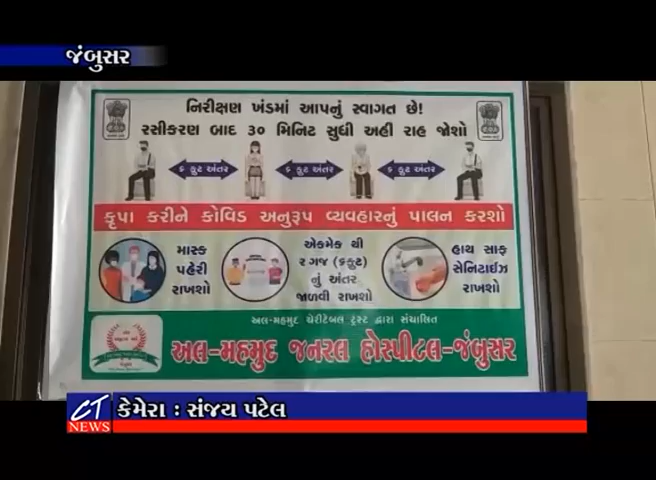 જંબુસર
નિરીક્ષણ ખંડમાં આપનું સ્વાગત છે!
રસીકરણ બાદ ૩૦ મિનિટ સુધી અહી રાહ જોશો
૬ ફુટ અંતર
૬ ફુટ અંતર
૬ ફુટ અંતર
કૃપા કરીને કોવિડ અનુરૂપ વ્યવહારનું પાલન કરશો
માસ્ક
પહેરી
રાખશો
એકમેક થી
૨ ગજ (૬ફુટ)
નું અંતર
જાળવી રાખશો
હાથ સાફ
સેનિટાઈઝ
રાખશો
અલ-મહમુદ ચેરીટેબલ ટ્રસ્ટ દ્વારા સંચાલિત
અલ-મહમુદ જનરલ હોસ્પીટલ-જંબુસર
CT
NEWS
કેમેરા : સંજય પટેલ